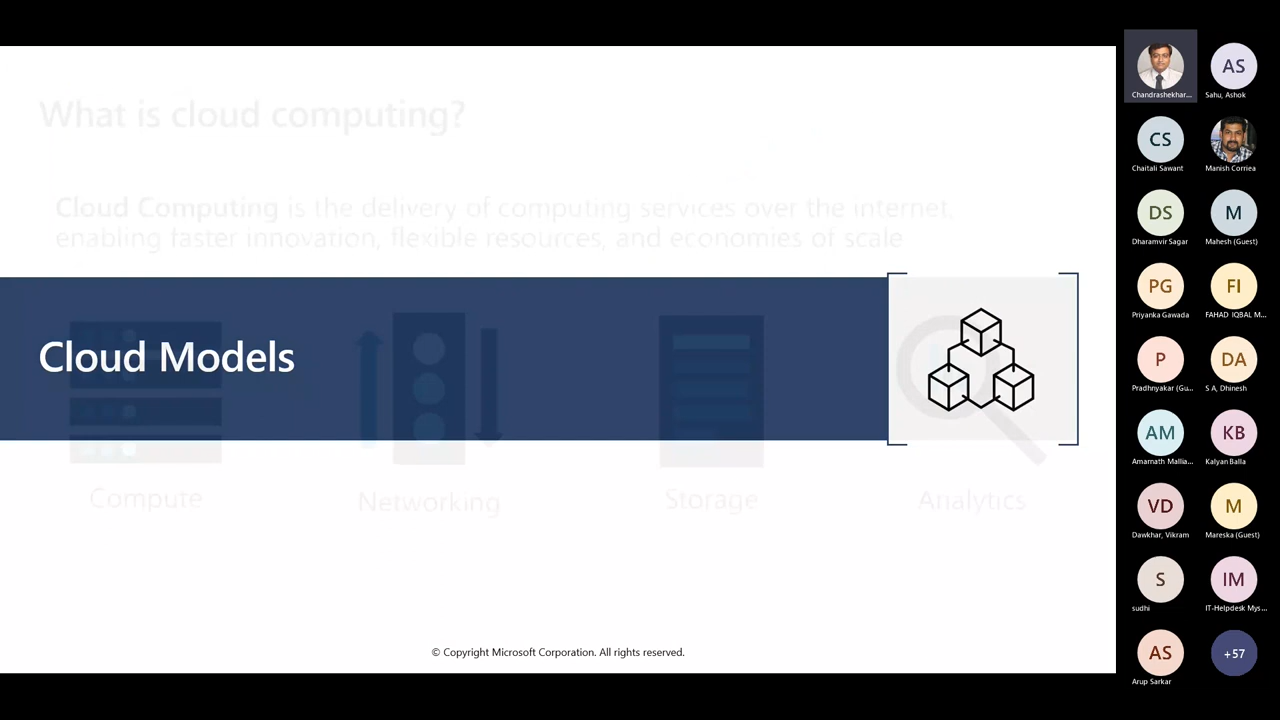 What is cloud computing?
Cloud Computing is the delivery of computing services over the internet,
enabling faster innovation, flexible resources, and economies of scale
Cloud Models
Compute
Networking
Storage
Analytics
© Copyright Microsoft Corporation. All rights reserved.
Chandrashekhar...
AS
Sahu, Ashok
CS
Chaitali Sawant
Manish Corriea
DS
Dharamvir Sagar
M
Mahesh (Guest)
PG
Priyanka Gawada
FI
FAHAD IQBAL M...
P
Pradhnyakar (Gu...
DA
S A, Dhinesh
AM
Amarnath Mallia...
KB
Kalyan Balla
VD
Dawkhar, Vikram
M
Mareska (Guest)
S
sudhi
IM
IT-Helpdesk Mys...
AS
Arup Sarkar
+57